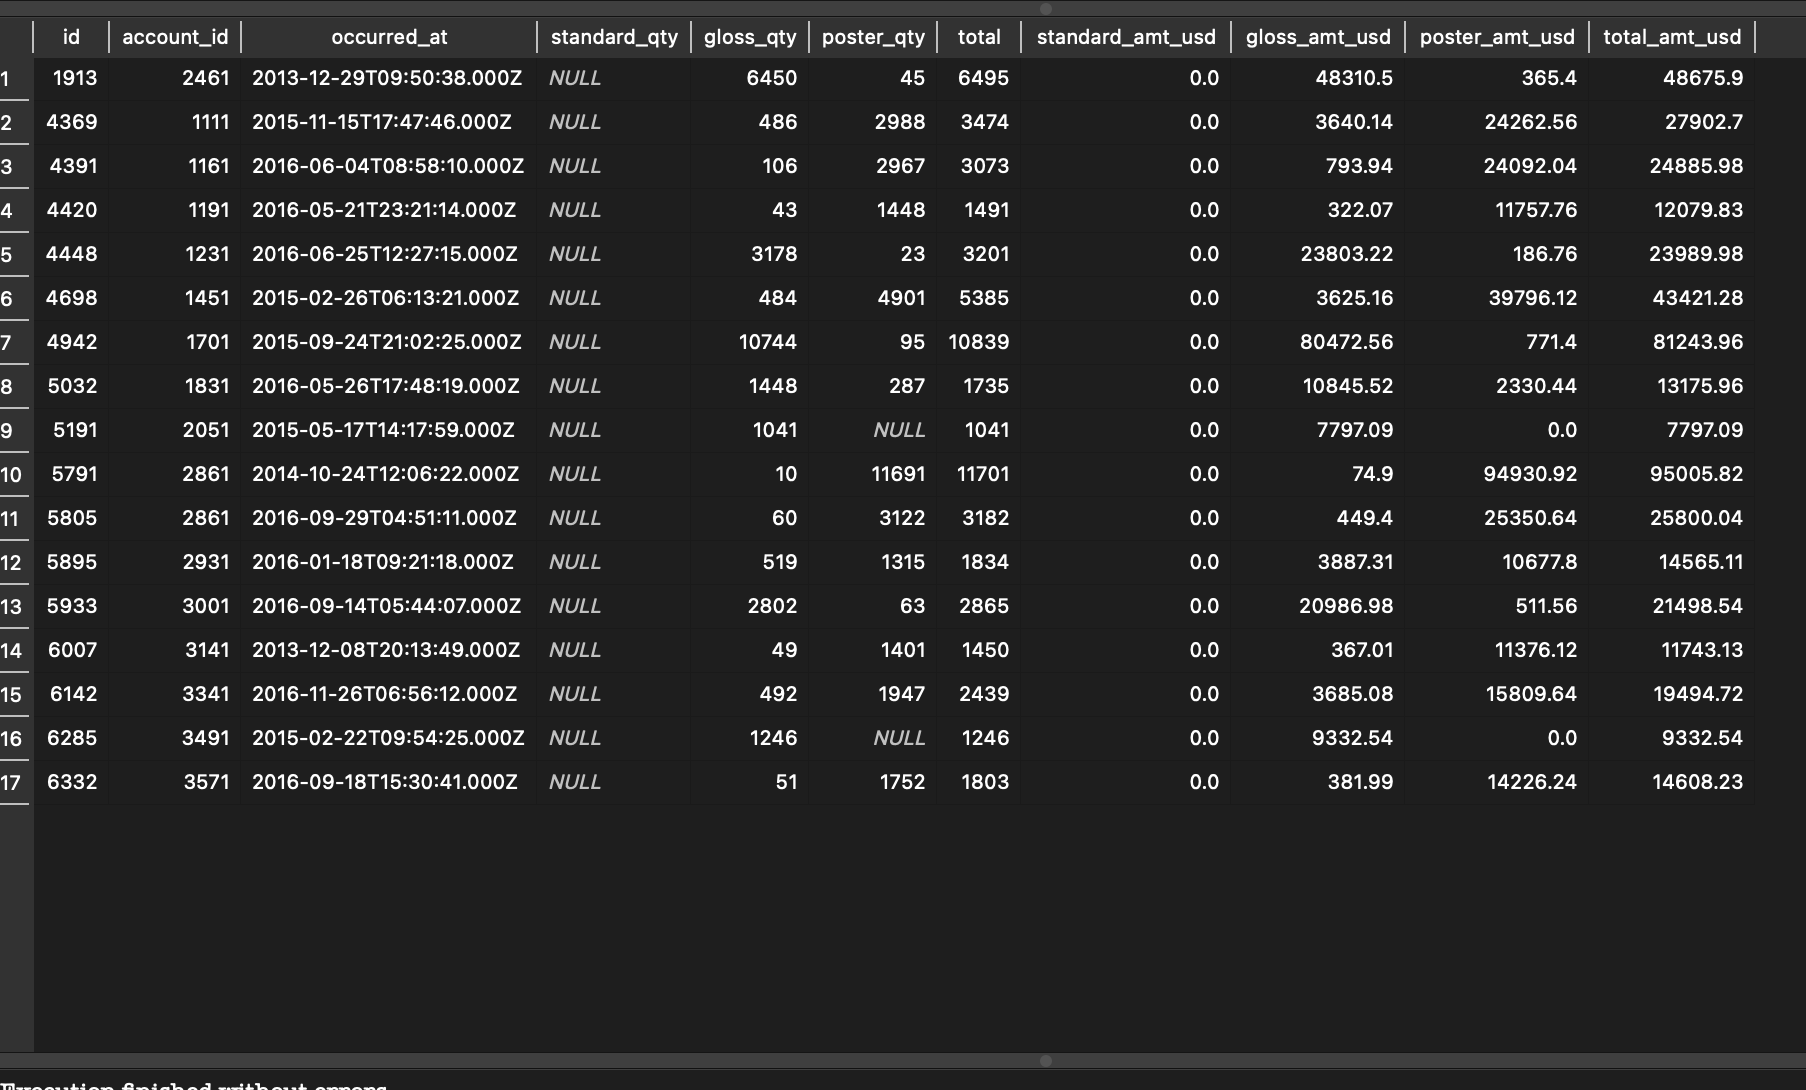 id account_id occurred_at standard_qty gloss_qty poster_qty total standard_amt_usd gloss_amt_usd poster_amt_usd total_amt_usd
1 1913 2461 2013-12-29T09:50:38.000Z NULL 6450 45 6495 0.0 48310.5 365.4 48675.9
2 4369 1111 2015-11-15T17:47:46.000Z NULL 486 2988 3474 0.0 3640.14 24262.56 27902.7
3 4391 1161 2016-06-04T08:58:10.000Z NULL 106 2967 3073 0.0 793.94 24092.04 24885.98
4 4420 1191 2016-05-21T23:21:14.000Z NULL 43 1448 1491 0.0 322.07 11757.76 12079.83
5 4448 1231 2016-06-25T12:27:15.000Z NULL 3178 23 3201 0.0 23803.22 186.76 23989.98
6 4698 1451 2015-02-26T06:13:21.000Z NULL 484 4901 5385 0.0 3625.16 39796.12 43421.28
7 4942 1701 2015-09-24T21:02:25.000Z NULL 10744 95 10839 0.0 80472.56 771.4 81243.96
8 5032 1831 2016-05-26T17:48:19.000Z NULL 1448 287 1735 0.0 10845.52 2330.44 13175.96
9 5191 2051 2015-05-17T14:17:59.000Z NULL 1041 NULL 1041 0.0 7797.09 0.0 7797.09
10 5791 2861 2014-10-24T12:06:22.000Z NULL 10 11691 11701 0.0 74.9 94930.92 95005.82
11 5805 2861 2016-09-29T04:51:11.000Z NULL 60 3122 3182 0.0 449.4 25350.64 25800.04
12 5895 2931 2016-01-18T09:21:18.000Z NULL 519 1315 1834 0.0 3887.31 10677.8 14565.11
13 5933 3001 2016-09-14T05:44:07.000Z NULL 2802 63 2865 0.0 20986.98 511.56 21498.54
14 6007 3141 2013-12-08T20:13:49.000Z NULL 49 1401 1450 0.0 367.01 11376.12 11743.13
15 6142 3341 2016-11-26T06:56:12.000Z NULL 492 1947 2439 0.0 3685.08 15809.64 19494.72
16 6285 3491 2015-02-22T09:54:25.000Z NULL 1246 NULL 1246 0.0 9332.54 0.0 9332.54
17 6332 3571 2016-09-18T15:30:41.000Z NULL 51 1752 1803 0.0 381.99 14226.24 14608.23
Execution finished without errors.